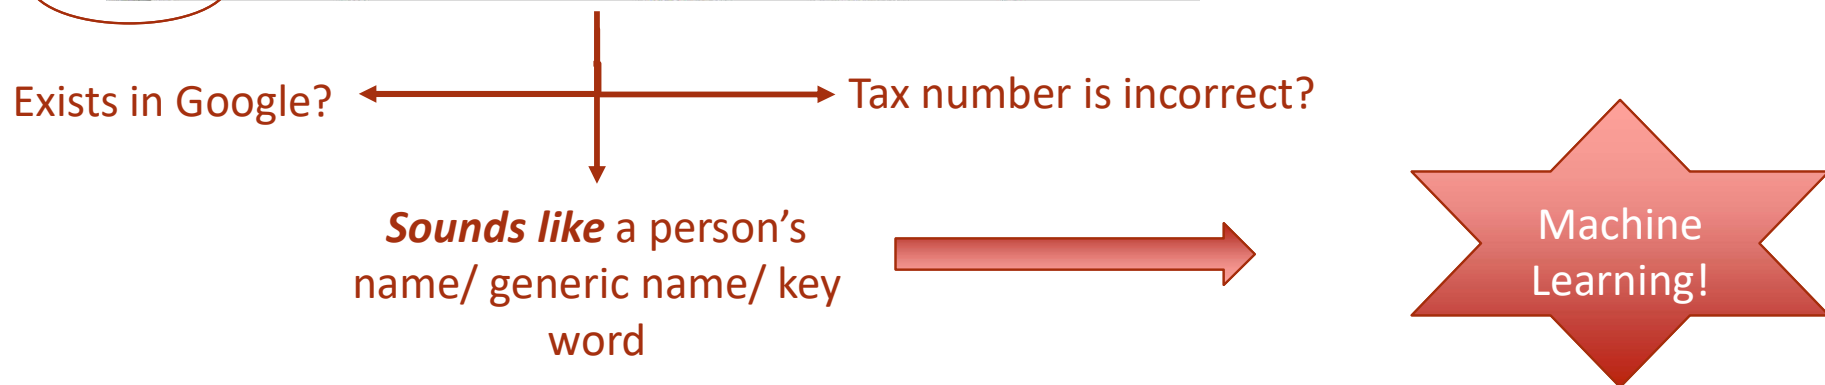 Exists in Google?
Tax number is incorrect?
Sounds like a person’s
name/ generic name/ key
word
Machine
Learning!